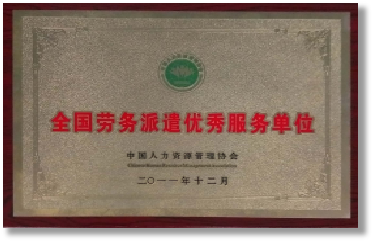 全国劳务派遣优秀服务单位
中国人力资源管理协会
二〇一一年十二月